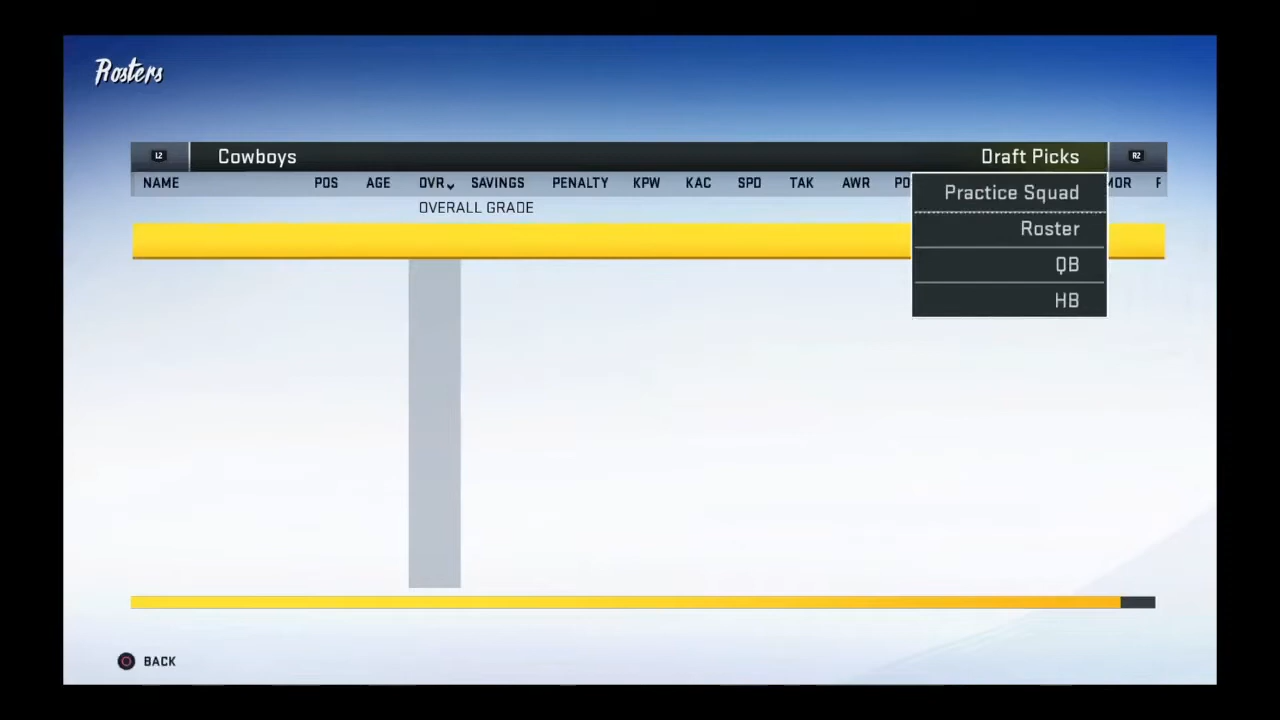 Rosters
L2 Cowboys Draft Picks R2
NAME POS AGE OVR SAVINGS PENALTY KPW KAC SPD TAK AWR PO MOR F
OVERALL GRADE
Practice Squad
Roster
QB
HB
BACK